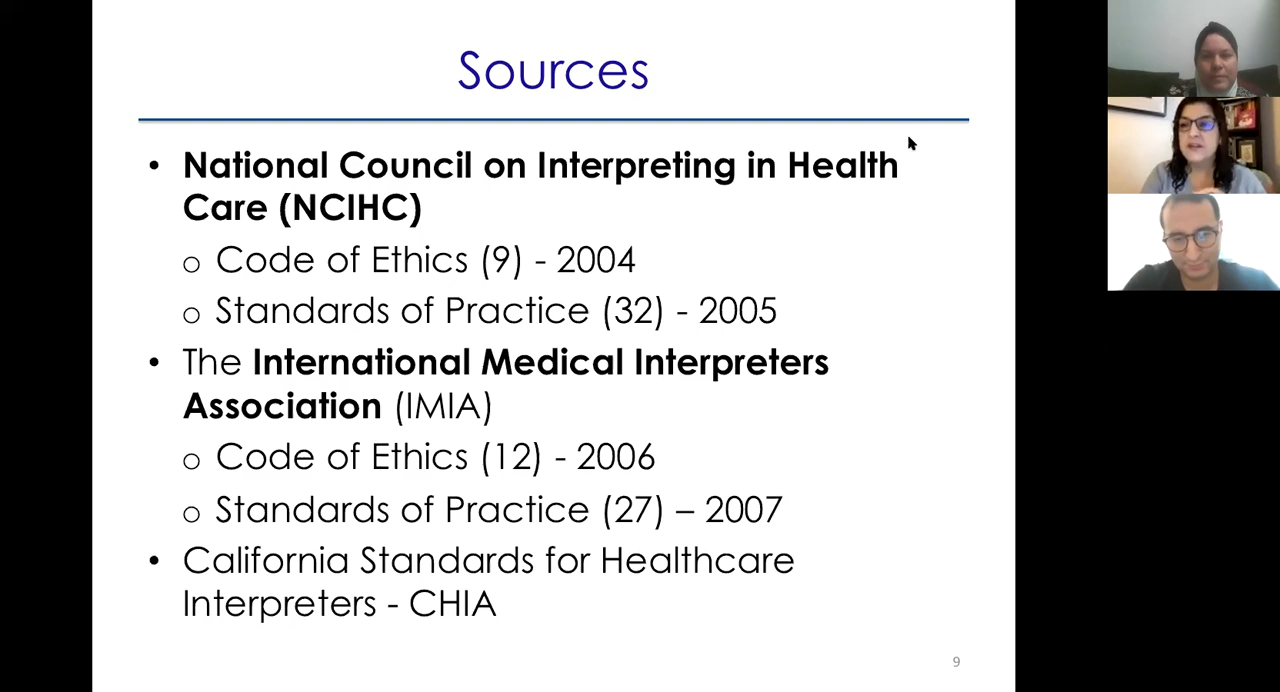 Sources
• National Council on Interpreting in Health
Care (NCIHC)
o Code of Ethics (9) - 2004
o Standards of Practice (32) - 2005
• The International Medical Interpreters
Association (IMIA)
o Code of Ethics (12) - 2006
o Standards of Practice (27) – 2007
• California Standards for Healthcare
Interpreters - CHIA
9